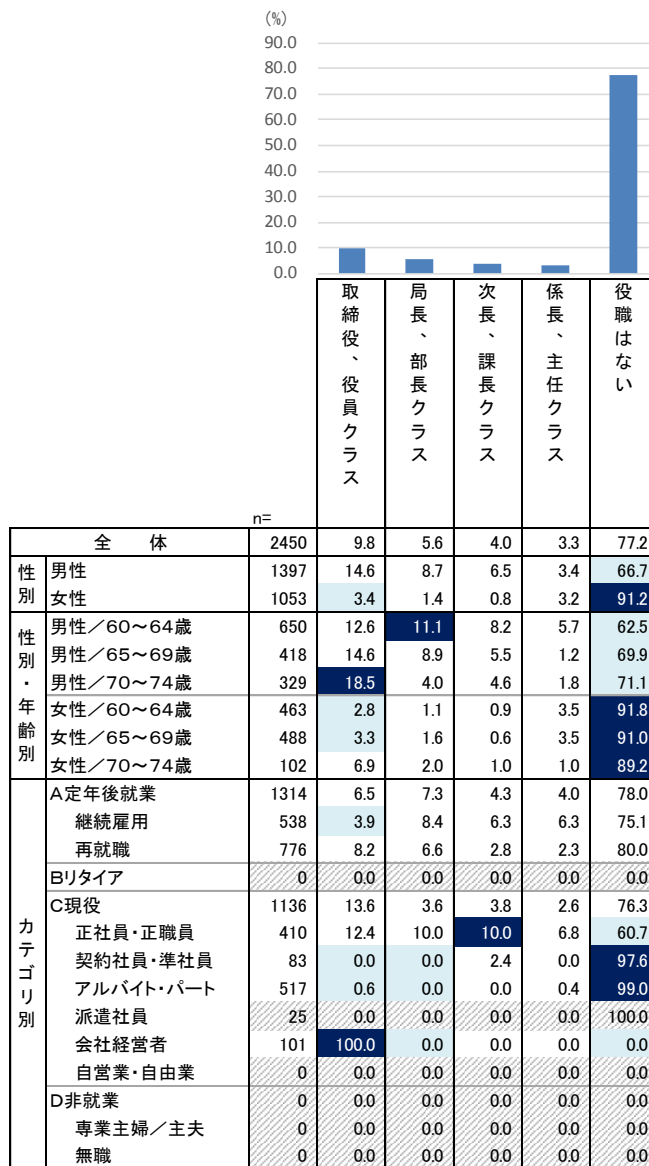 (%)
90.0
80.0
70.0
60.0
50.0
40.0
30.0
20.0
10.0
0.0
取締役、役員クラス
局長、部長クラス
次長、課長クラス
係長、主任クラス
役職はない
n=
全 体 2450 9.8 5.6 4.0 3.3 77.2
性別
男性 1397 14.6 8.7 6.5 3.4 66.7
女性 1053 3.4 1.4 0.8 3.2 91.2
性別・年齢別
男性／60～64歳 650 12.6 11.1 8.2 5.7 62.5
男性／65～69歳 418 14.6 8.9 5.5 1.2 69.9
男性／70～74歳 329 18.5 4.0 4.6 1.8 71.1
女性／60～64歳 463 2.8 1.1 0.9 3.5 91.8
女性／65～69歳 488 3.3 1.6 0.6 3.5 91.0
女性／70～74歳 102 6.9 2.0 1.0 1.0 89.2
カテゴリ別
A定年後就業 1314 6.5 7.3 4.3 4.0 78.0
継続雇用 538 3.9 8.4 6.3 6.3 75.1
再就職 776 8.2 6.6 2.8 2.3 80.0
Bリタイア 0 0.0 0.0 0.0 0.0 0.0
C現役 1136 13.6 3.6 3.8 2.6 76.3
正社員・正職員 410 12.4 10.0 10.0 6.8 60.7
契約社員・準社員 83 0.0 0.0 2.4 0.0 97.6
アルバイト・パート 517 0.6 0.0 0.0 0.4 99.0
派遣社員 25 0.0 0.0 0.0 0.0 100.0
会社経営者 101 100.0 0.0 0.0 0.0 0.0
自営業・自由業 0 0.0 0.0 0.0 0.0 0.0
D非就業 0 0.0 0.0 0.0 0.0 0.0
専業主婦／主夫 0 0.0 0.0 0.0 0.0 0.0
無職 0 0.0 0.0 0.0 0.0 0.0